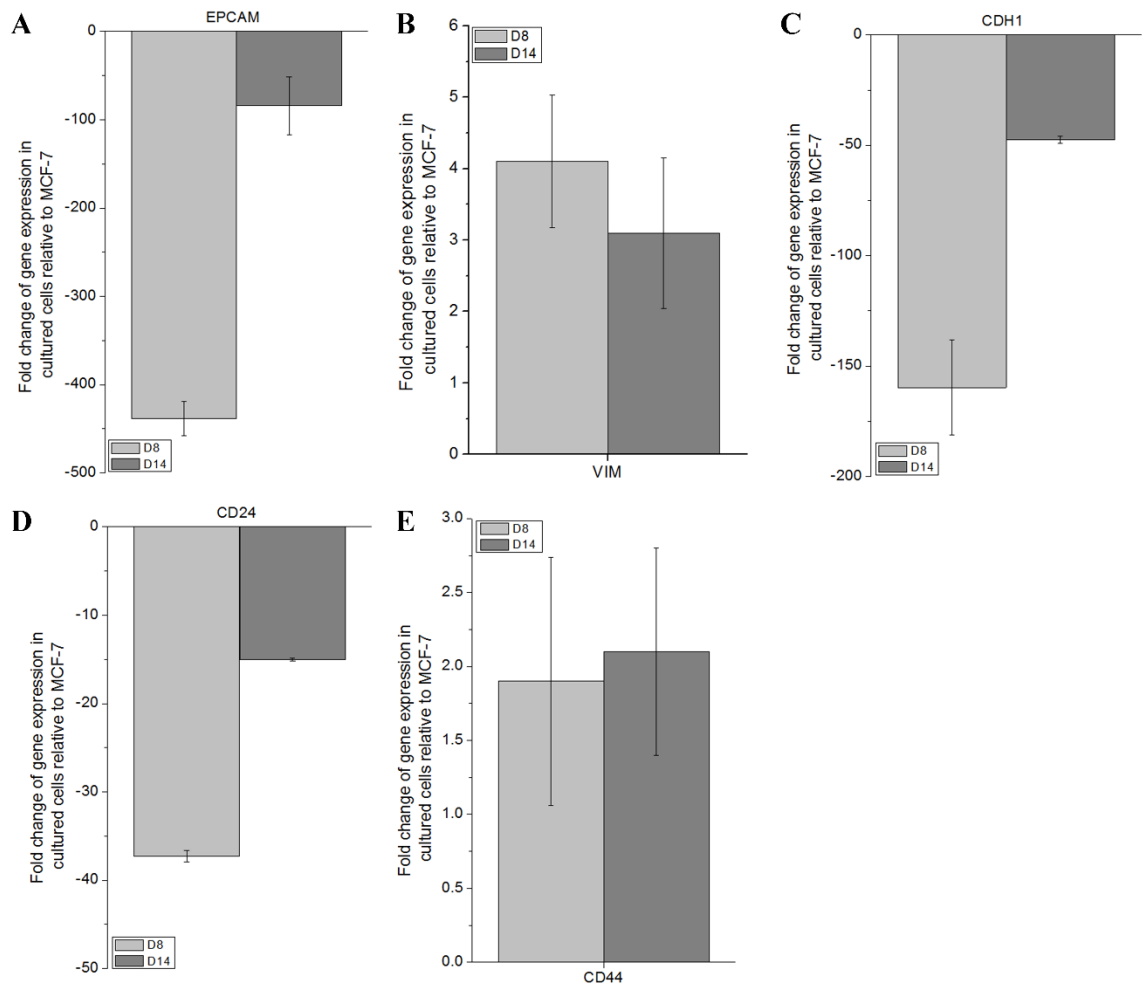 A
EPCAM
0
-100
-200
-300
-400
-500
Fold change of gene expression in
cultured cells relative to MCF-7
D8
D14
B
D8
D14
6
5
4
3
2
1
0
Fold change of gene expression in
cultured cells relative to MCF-7
VIM
C
CDH1
0
-50
-100
-150
-200
Fold change of gene expression in
cultured cells relative to MCF-7
D8
D14
D
CD24
0
-10
-20
-30
-40
-50
Fold change of gene expression in
cultured cells relative to MCF-7
D8
D14
E
3.0
D8
D14
2.5
2.0
1.5
1.0
0.5
0.0
Fold change of gene expression in
cultured cells relative to MCF-7
CD44